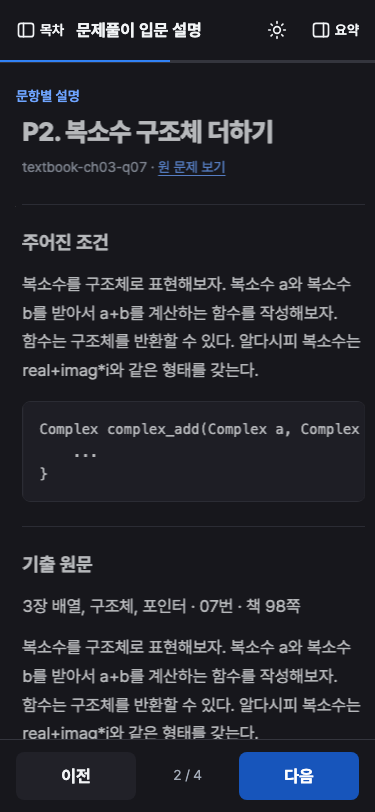 목차 문제풀이 입문 설명 요약
문항별 설명
P2. 복소수 구조체 더하기
textbook-ch03-q07 · 원 문제 보기
주어진 조건
복소수를 구조체로 표현해보자. 복소수 a와 복소수
b를 받아서 a+b를 계산하는 함수를 작성해보자.
함수는 구조체를 반환할 수 있다. 알다시피 복소수는
real+imag*i와 같은 형태를 갖는다.
Complex complex_add(Complex a, Complex
...
}
기출 원문
3장 배열, 구조체, 포인터 · 07번 · 책 98쪽
복소수를 구조체로 표현해보자. 복소수 a와 복소수
b를 받아서 a+b를 계산하는 함수를 작성해보자.
함수는 구조체를 반환할 수 있다. 알다시피 복소수는
real+imag*i와 같은 형태를 갖는다.
이전 2 / 4 다음